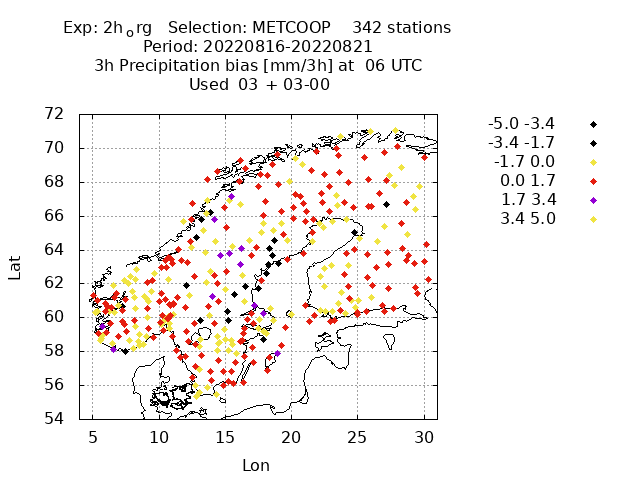 Exp: 2h_o rg   Selection: METCOOP    342 stations
Period: 20220816-20220821
3h Precipitation bias [mm/3h] at  06 UTC
Used  03 + 03-00
72
70
68
66
64
62
60
58
56
54
Lat
5 10 15 20 25 30
Lon
-5.0 -3.4
-3.4 -1.7
-1.7 0.0
0.0 1.7
1.7 3.4
3.4 5.0